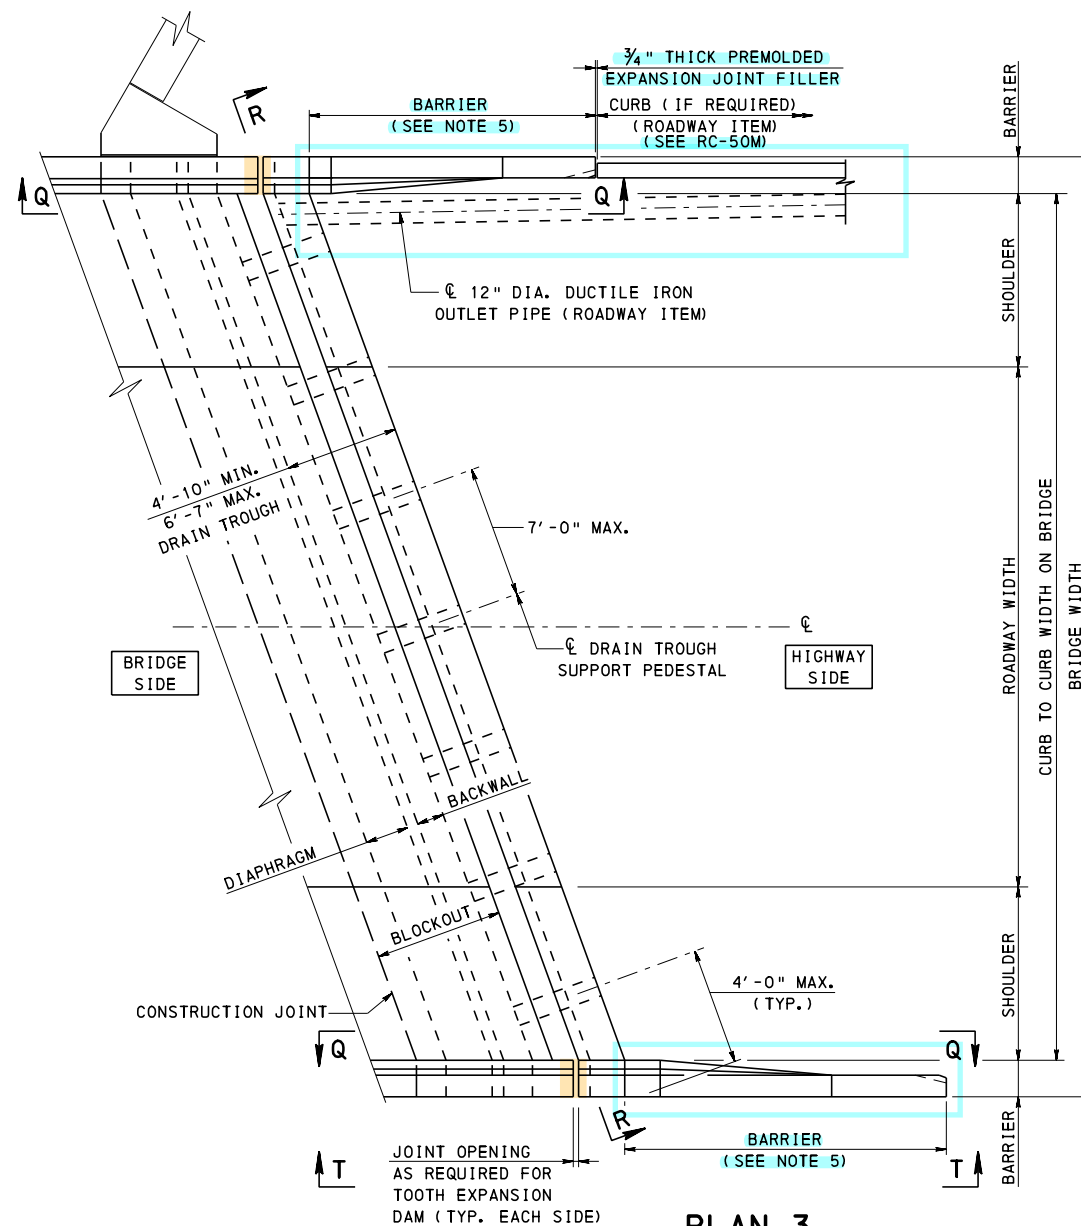 3/4" THICK PREMOLDED
EXPANSION JOINT FILLER
BARRIER
(SEE NOTE 5)
CURB (IF REQUIRED)
(ROADWAY ITEM)
(SEE RC-50M)
BARRIER
R
Q
Q
SHOULDER
℄ 12" DIA. DUCTILE IRON
OUTLET PIPE (ROADWAY ITEM)
4'-10" MIN.
6'-7" MAX.
DRAIN TROUGH
7'-0" MAX.
ROADWAY WIDTH
CURB TO CURB WIDTH ON BRIDGE
BRIDGE WIDTH
℄
℄ DRAIN TROUGH
SUPPORT PEDESTAL
BRIDGE
SIDE
HIGHWAY
SIDE
BACKWALL
DIAPHRAGM
BLOCKOUT
SHOULDER
4'-0" MAX.
(TYP.)
CONSTRUCTION JOINT
Q
Q
R
BARRIER
(SEE NOTE 5)
BARRIER
T
T
JOINT OPENING
AS REQUIRED FOR
TOOTH EXPANSION
DAM (TYP. EACH SIDE)
PLAN 3